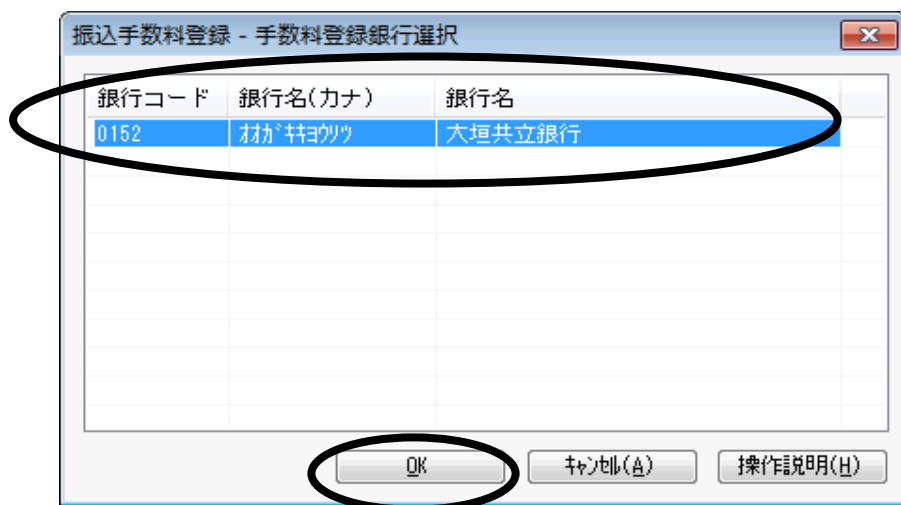 振込手数料登録 - 手数料登録銀行選択
銀行コード 銀行名(カナ) 銀行名
0152 ｵｵｶﾞｷｷﾖｳﾘﾂ 大垣共立銀行
OK ｷｬﾝｾﾙ(A) 操作説明(H)